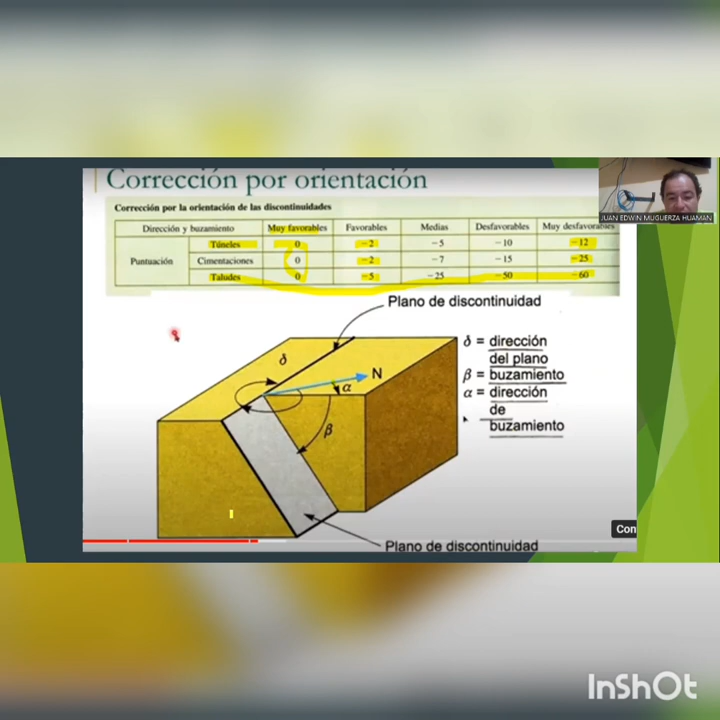 Corrección por orientación
JUAN EDWIN MUGUERZA HUAMAN
Corrección por la orientación de las discontinuidades
Dirección y buzamiento Muy favorables Favorables Medias Desfavorables Muy desfavorables
Puntuación
Túneles 0 −2 −5 −10 −12
Cimentaciones 0 −2 −7 −15 −25
Taludes 0 −5 −25 −50 −60
Plano de discontinuidad
δ = dirección
del plano
β = buzamiento
α = dirección
de
buzamiento
δ
N
α
β
Con
Plano de discontinuidad
InShOt